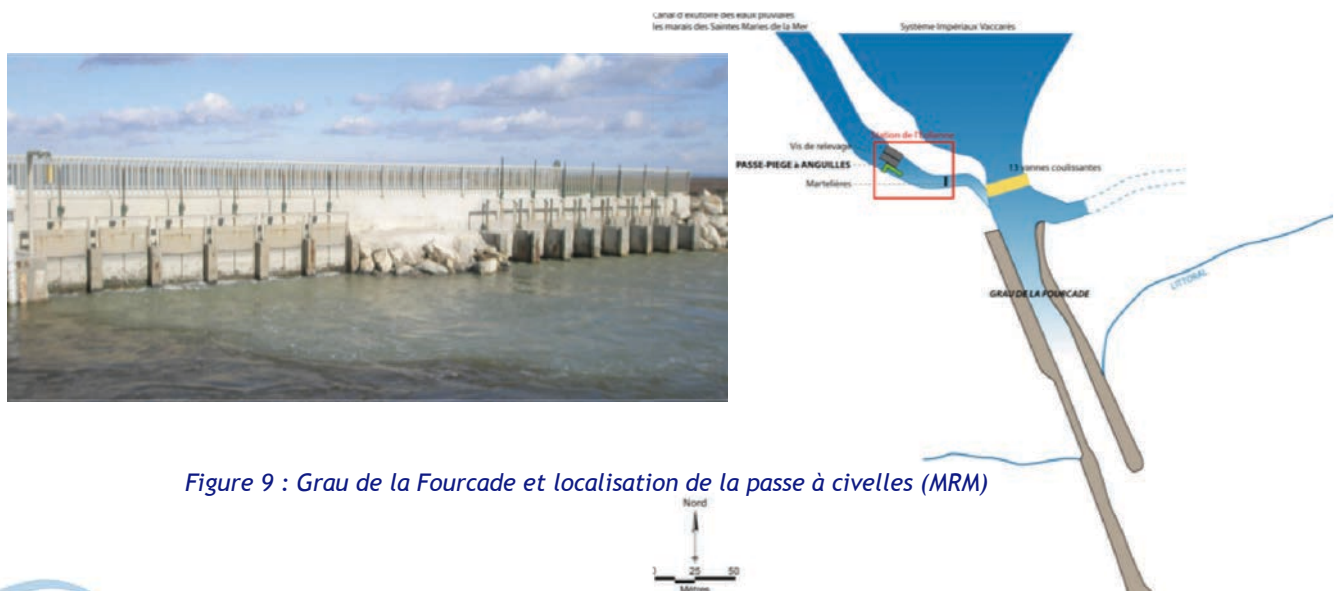 Canal d'exutoire des eaux pluviales
les marais des Saintes Maries de la Mer
Système Impériaux Vaccarès
Station de
Vis de relevage
PASSE-PIEGE à ANGUILLES
Martelières
13 vannes coulissantes
GRAU DE LA FOURCADE
LITTORAL
Figure 9 : Grau de la Fourcade et localisation de la passe à civelles (MRM)
Nord
25 50
Mètres